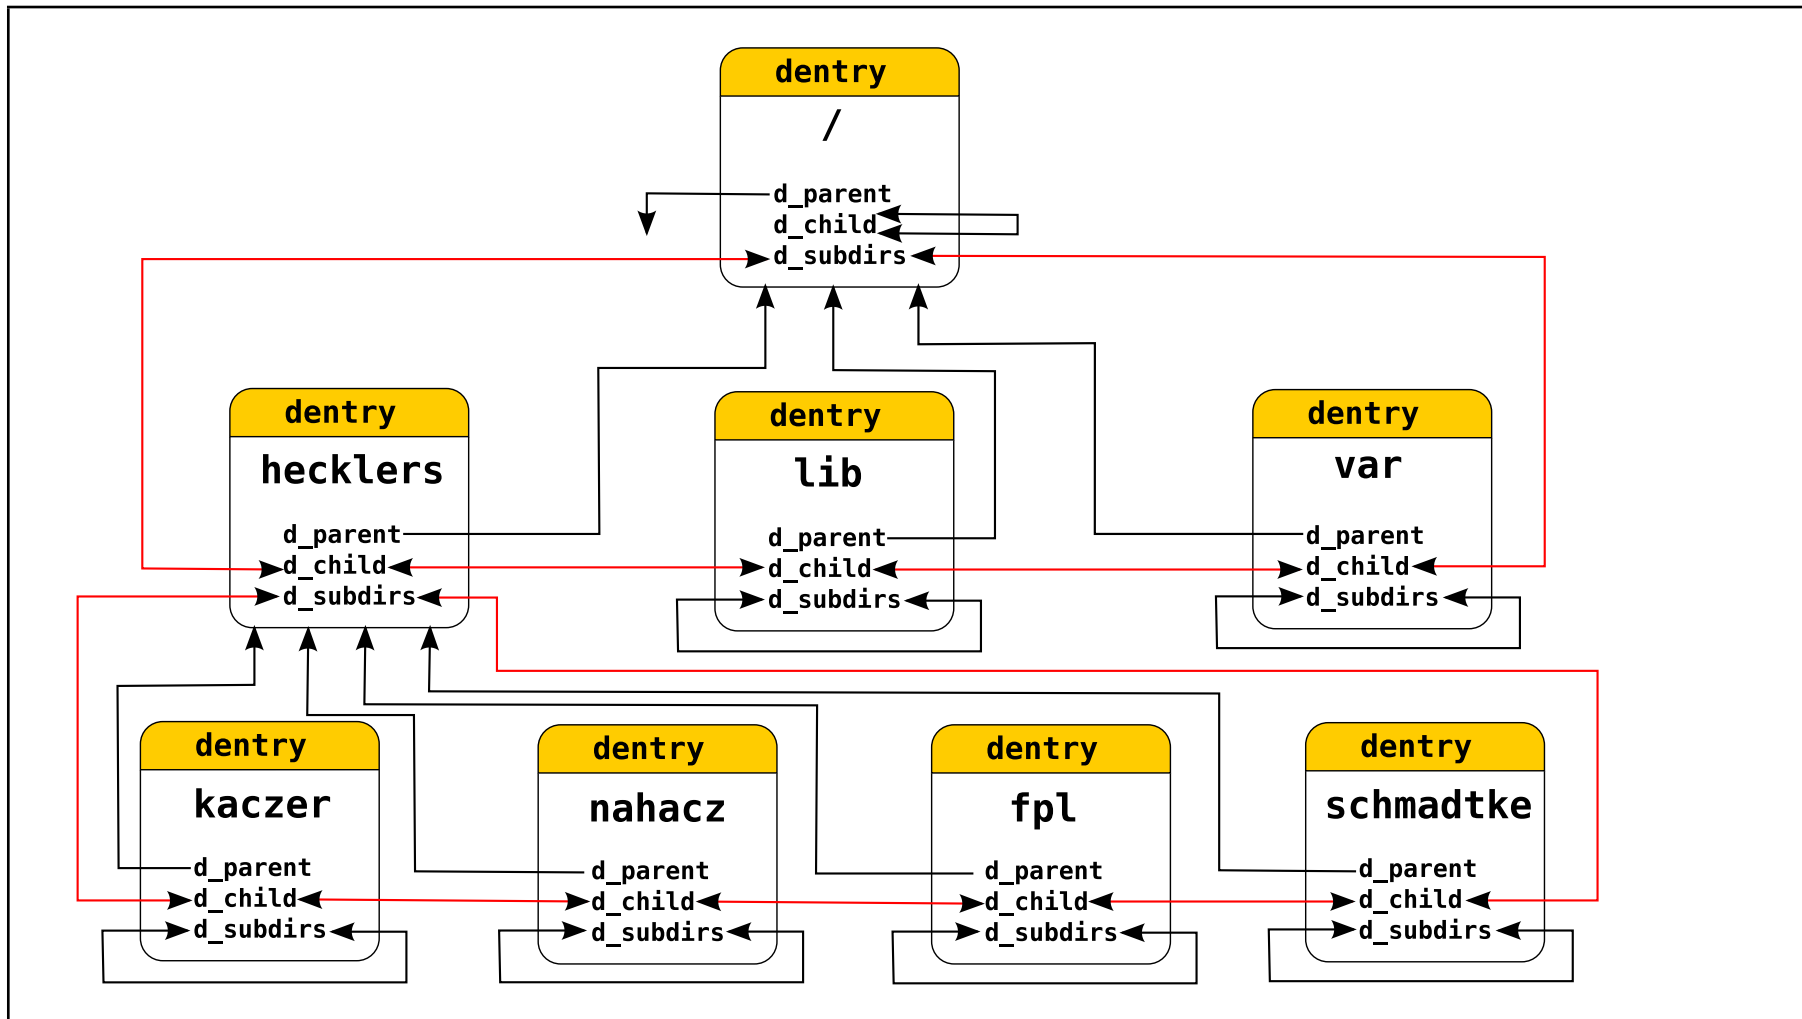 dentry
/
d_parent
d_child
d_subdirs
dentry
hecklers
d_parent
d_child
d_subdirs
dentry
lib
d_parent
d_child
d_subdirs
dentry
var
d_parent
d_child
d_subdirs
dentry
kaczer
d_parent
d_child
d_subdirs
dentry
nahacz
d_parent
d_child
d_subdirs
dentry
fpl
d_parent
d_child
d_subdirs
dentry
schmadtke
d_parent
d_child
d_subdirs